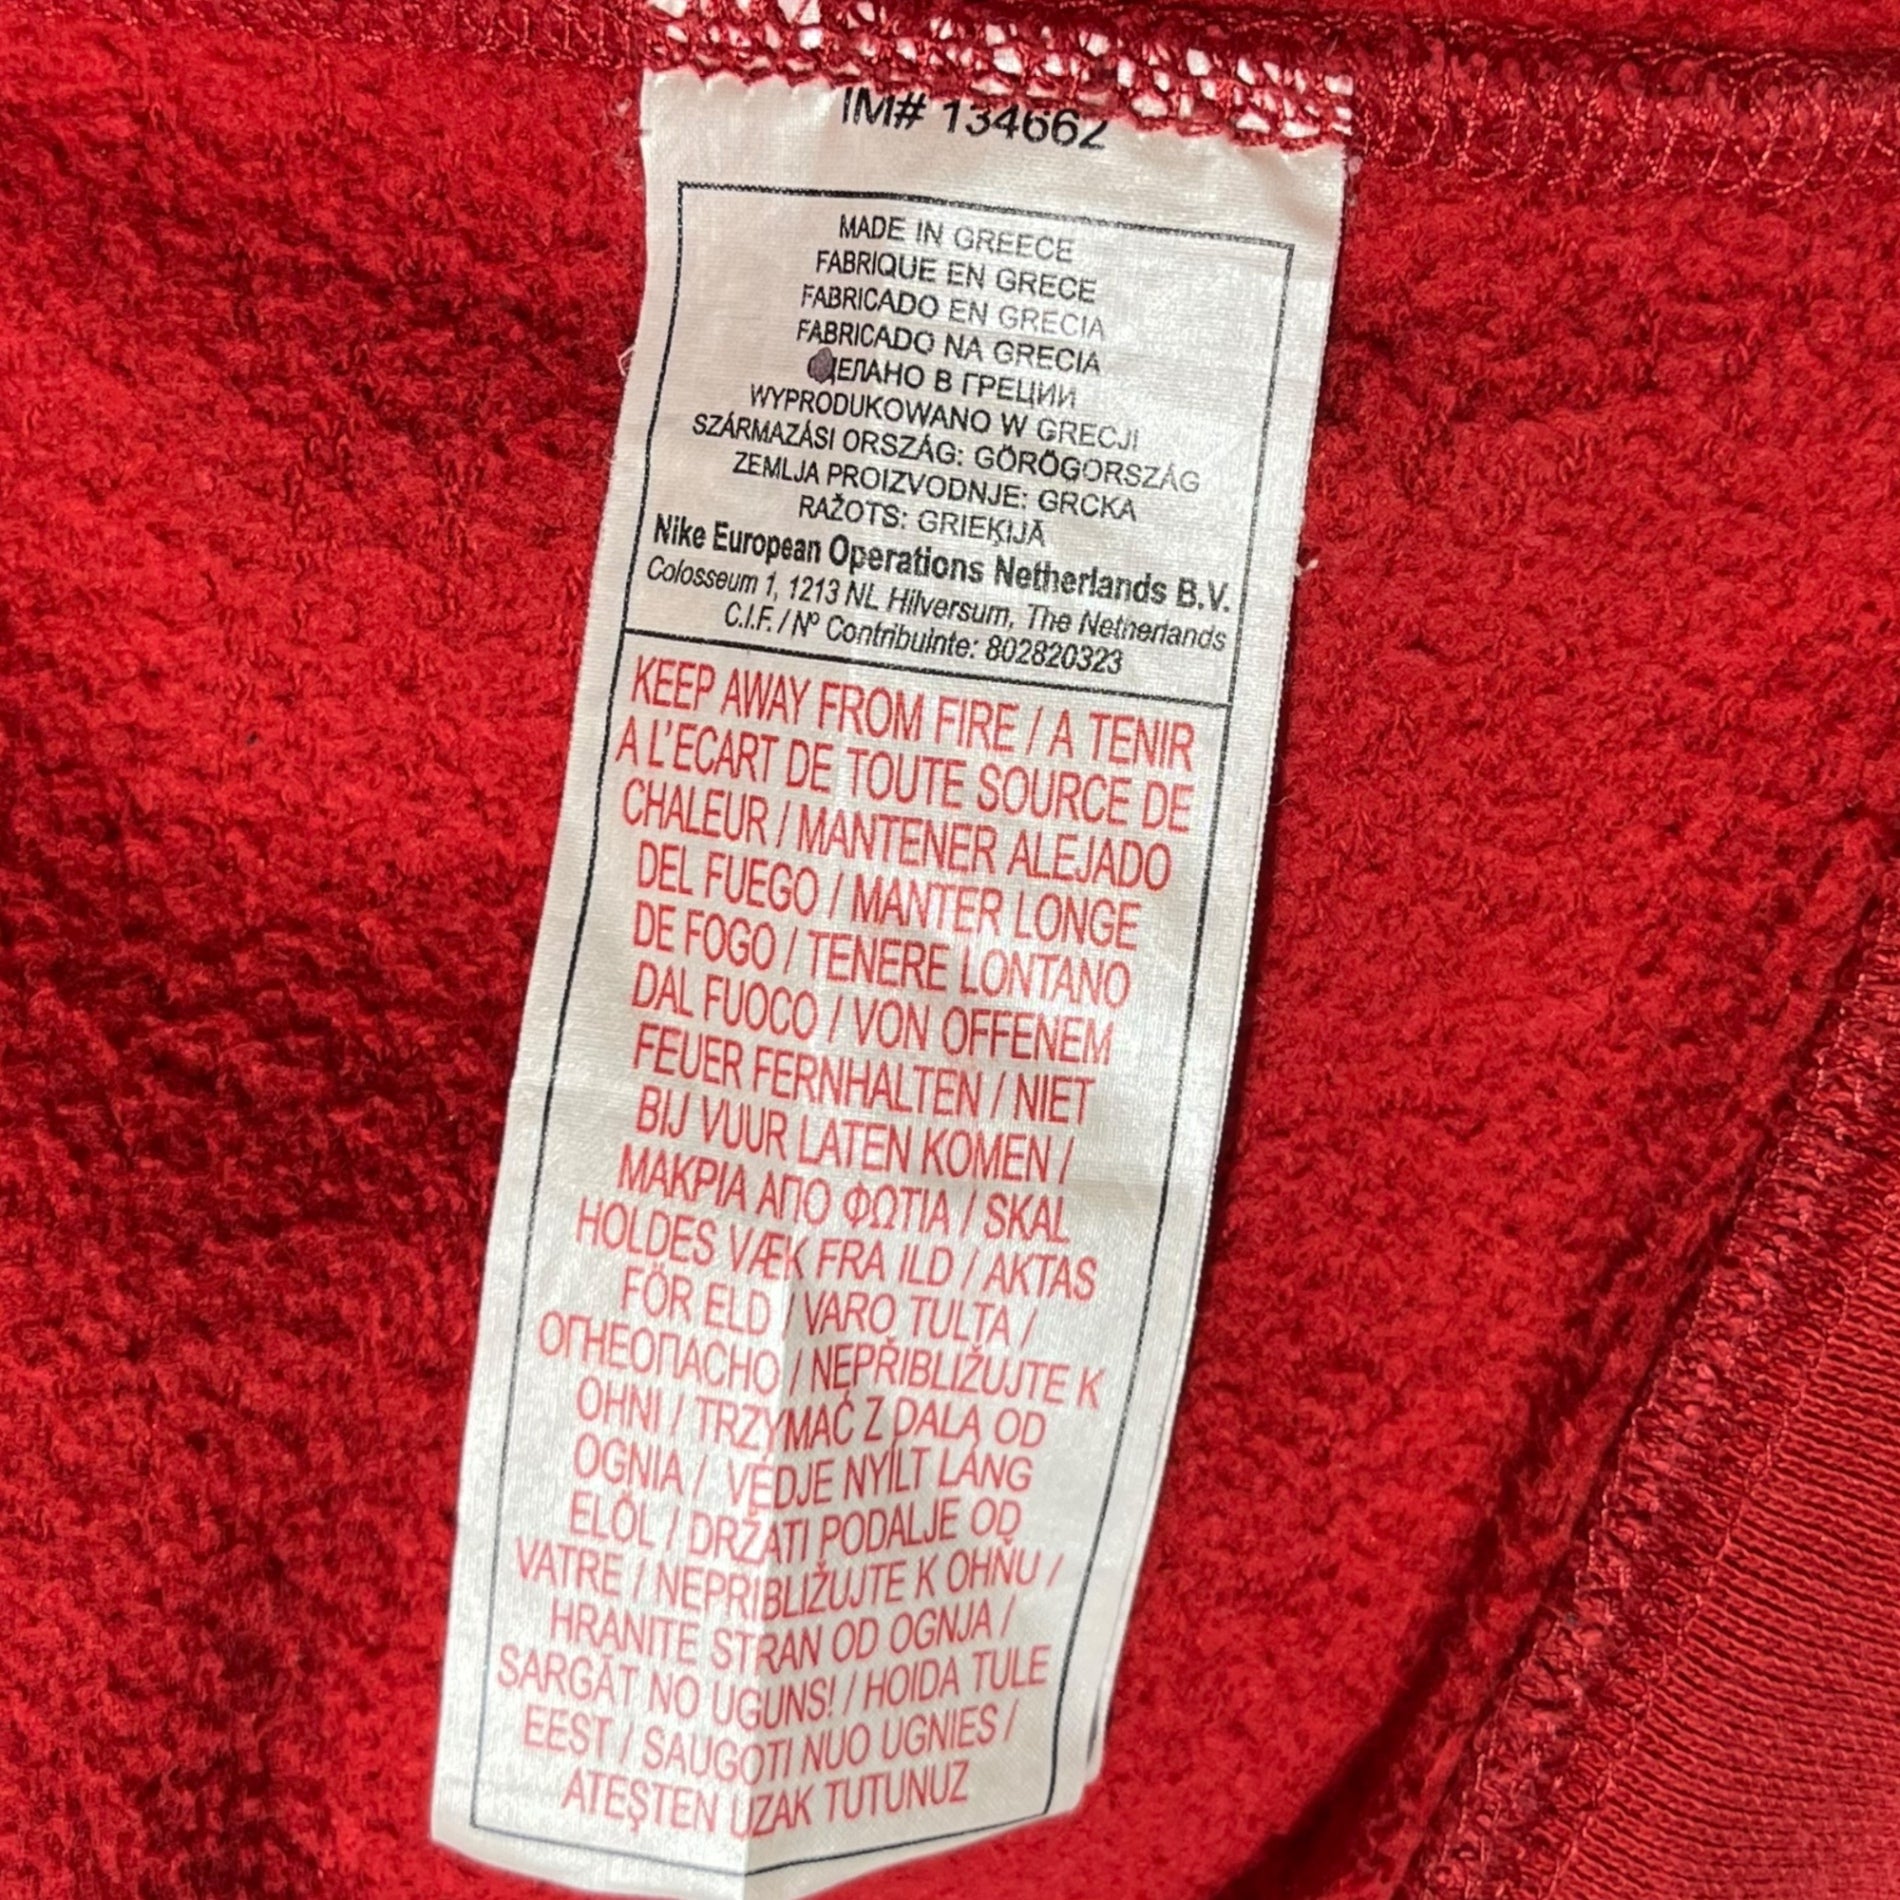 IM# 134662
MADE IN GREECE
FABRIQUE EN GRECE
FABRICADO EN GRECIA
FABRICADO NA GRECIA
СДЕЛАНО В ГРЕЦИИ
WYPRODUKOWANO W GRECJI
SZÁRMAZÁSI ORSZÁG: GÖRÖGORSZÁG
ZEMLJA PROIZVODNJE: GRCKA
RAŽOTS: GRIEĶIJĀ
Nike European Operations Netherlands B.V.
Colosseum 1, 1213 NL Hilversum, The Netherlands
C.I.F. / Nº Contribuinte: 802820323
KEEP AWAY FROM FIRE / A TENIR
A L'ECART DE TOUTE SOURCE DE
CHALEUR / MANTENER ALEJADO
DEL FUEGO / MANTER LONGE
DE FOGO / TENERE LONTANO
DAL FUOCO / VON OFFENEM
FEUER FERNHALTEN / NIET
BIJ VUUR LATEN KOMEN /
ΜΑΚΡΙΑ ΑΠΟ ΦΩΤΙΑ / SKAL
HOLDES VÆK FRA ILD / AKTAS
FÖR ELD / VARO TULTA /
ОГНЕОПАСНО / NEPŘIBLIŽUJTE K
OHNI / TRZYMAĆ Z DALA OD
OGNIA / VÉDJE NYÍLT LÁNG
ELŐL / DRŽATI PODALJE OD
VATRE / NEPRIBLIŽUJTE K OHŇU /
HRANITE STRAN OD OGNJA /
SARGĀT NO UGUNS! / HOIDA TULE
EEST / SAUGOTI NUO UGNIES /
ATEŞTEN UZAK TUTUNUZ